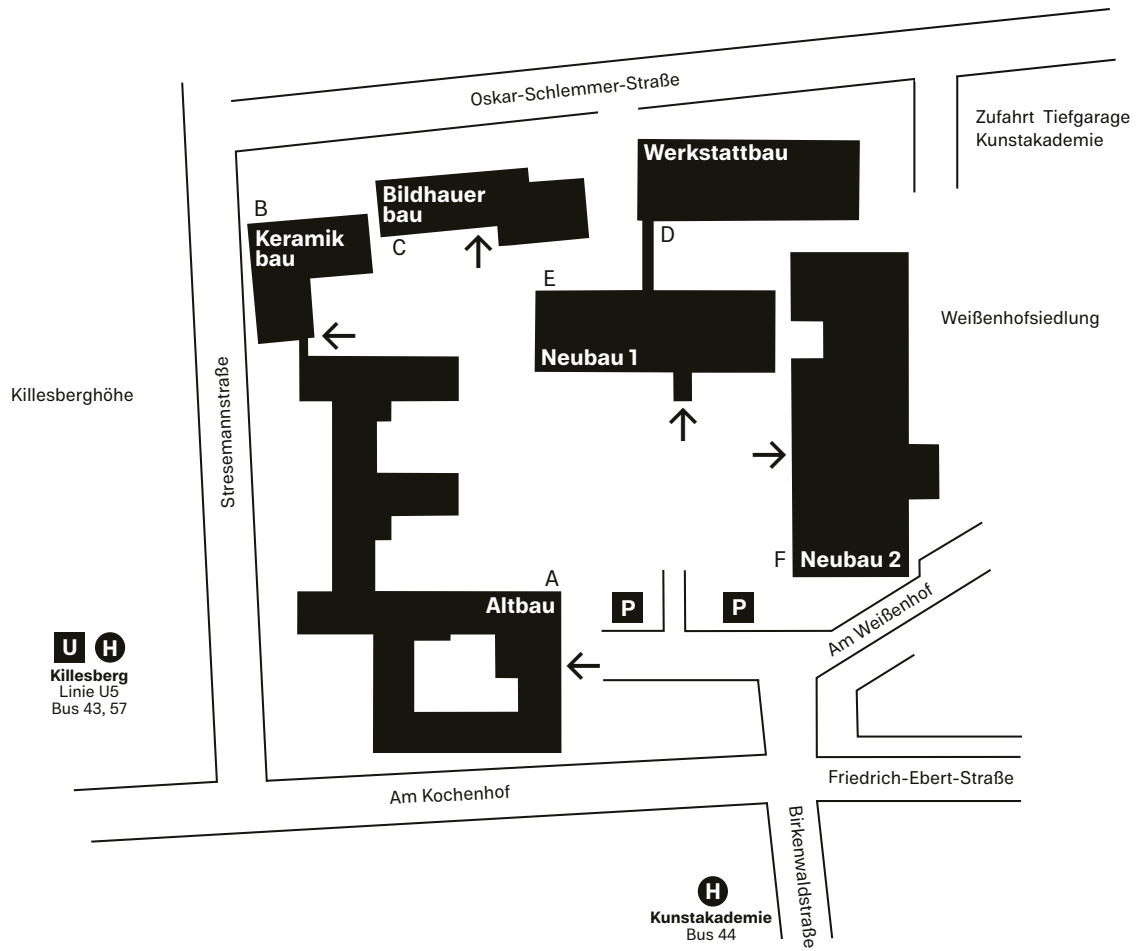 Oskar-Schlemmer-Straße
Zufahrt Tiefgarage
Kunstakademie
Werkstattbau
Bildhauer
bau
B
Keramik
bau
C
D
E
Neubau 1
Weißenhofsiedlung
Killesberghöhe
Stresemannstraße
F
Neubau 2
A
Altbau
P
P
Am Weißenhof
U H
Killesberg
Linie U5
Bus 43, 57
Am Kochenhof
Friedrich-Ebert-Straße
Birkenwaldstraße
H
Kunstakademie
Bus 44